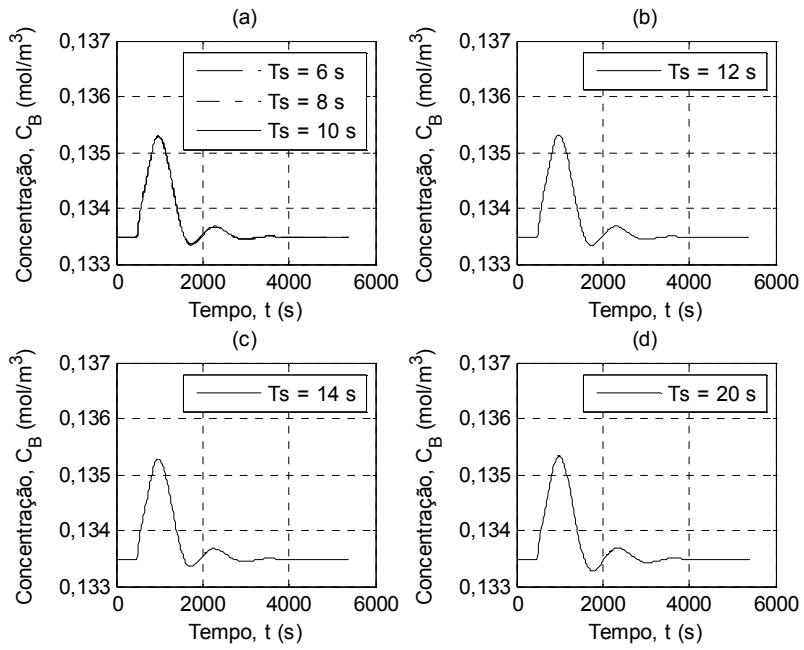 (a)
0,137
0,136
0,135
0,134
0,133
Concentração, C_B (mol/m³)
Ts = 6 s
Ts = 8 s
Ts = 10 s
0 2000 4000 6000
Tempo, t (s)
(b)
0,137
0,136
0,135
0,134
0,133
Concentração, C_B (mol/m³)
Ts = 12 s
0 2000 4000 6000
Tempo, t (s)
(c)
0,137
0,136
0,135
0,134
0,133
Concentração, C_B (mol/m³)
Ts = 14 s
0 2000 4000 6000
Tempo, t (s)
(d)
0,137
0,136
0,135
0,134
0,133
Concentração, C_B (mol/m³)
Ts = 20 s
0 2000 4000 6000
Tempo, t (s)